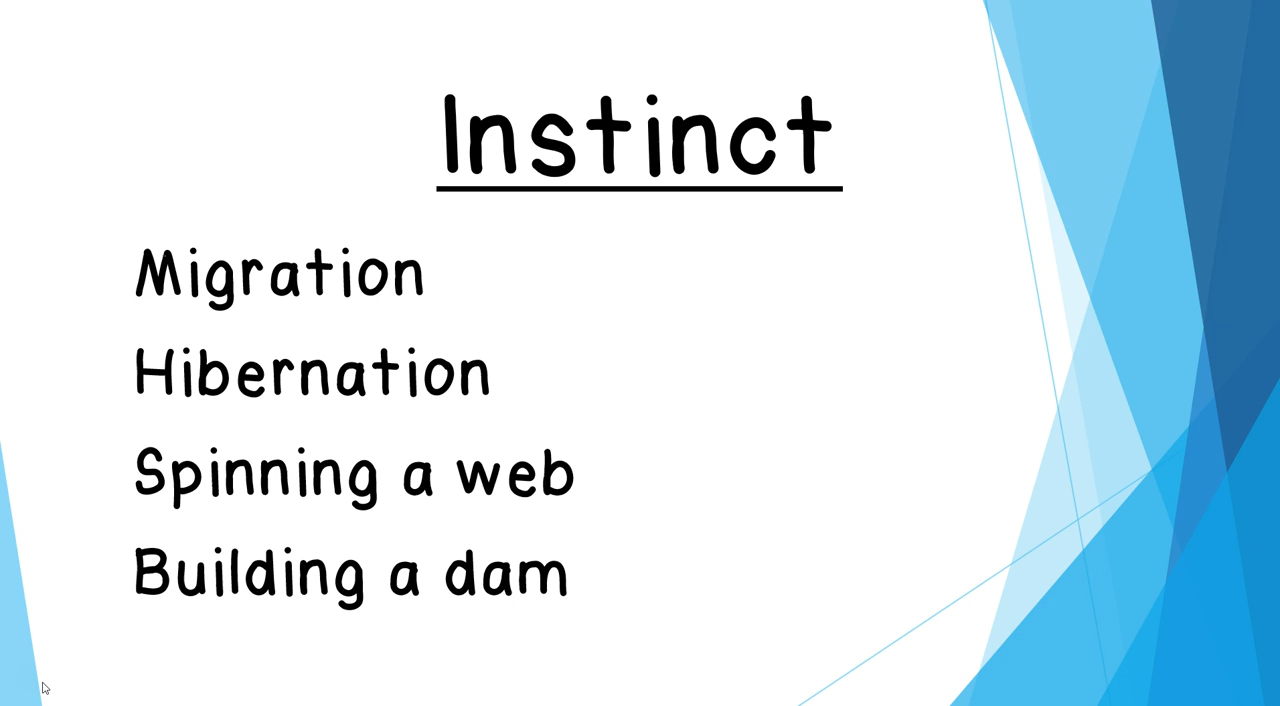 Instinct
Migration
Hibernation
Spinning a web
Building a dam